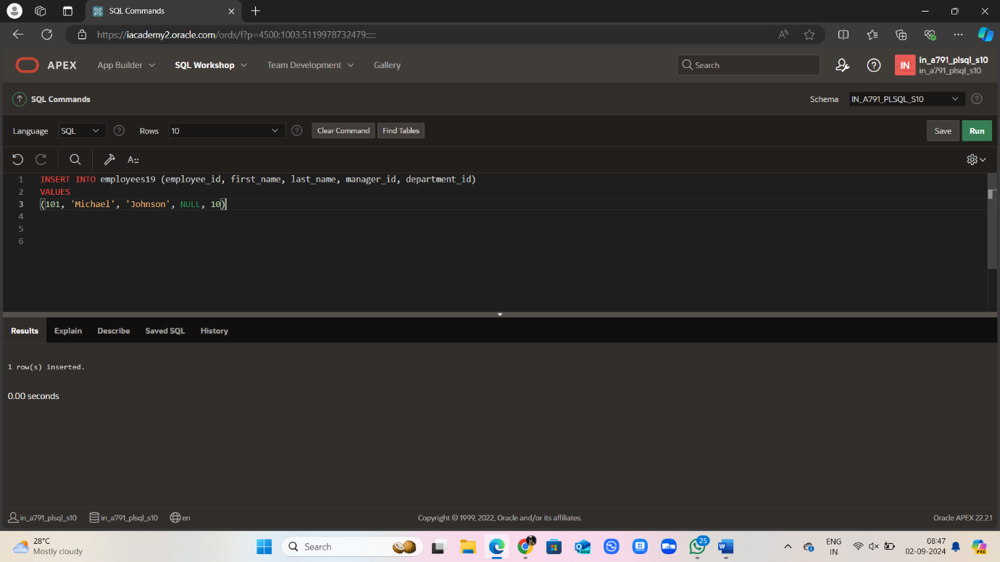 SQL Commands
https://iacademy2.oracle.com/ords/f?p=4500:1003:5119978732479:::::
APEX App Builder SQL Workshop Team Development Gallery Search IN in_a791_plsql_s10
in_a791_plsql_s10
SQL Commands Schema IN_A791_PLSQL_S10
Language SQL Rows 10 Clear Command Find Tables Save Run
A::
1 INSERT INTO employees19 (employee_id, first_name, last_name, manager_id, department_id)
2 VALUES
3 (101, 'Michael', 'Johnson', NULL, 10)
4
5
6
Results Explain Describe Saved SQL History
1 row(s) inserted.
0.00 seconds
in_a791_plsql_s10 in_a791_plsql_s10 en Copyright © 1999, 2022, Oracle and/or its affiliates. Oracle APEX 22.2.1
28°C
Mostly cloudy
Search
NEW
25
W
ENG
IN
08:47
02-09-2024
PRE